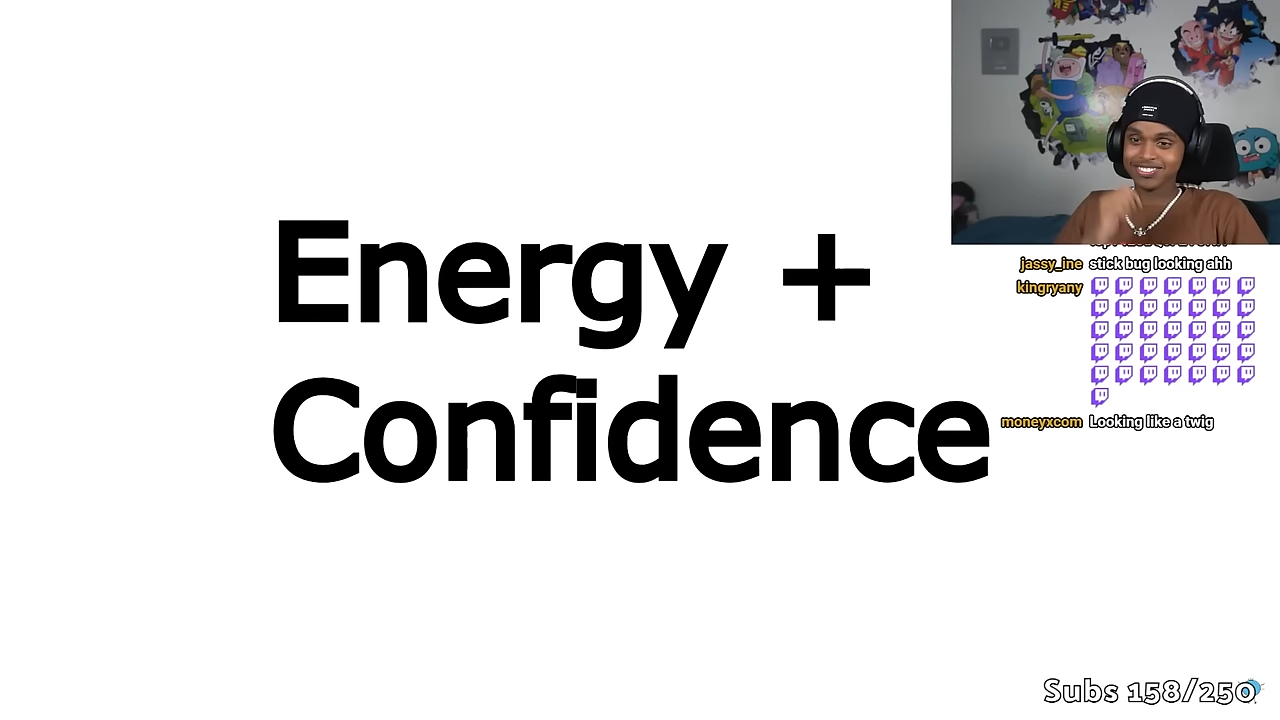 Energy +
Confidence
jassy_ine stick bug looking ahh
kingryany
moneyxcom Looking like a twig
Subs 158/250